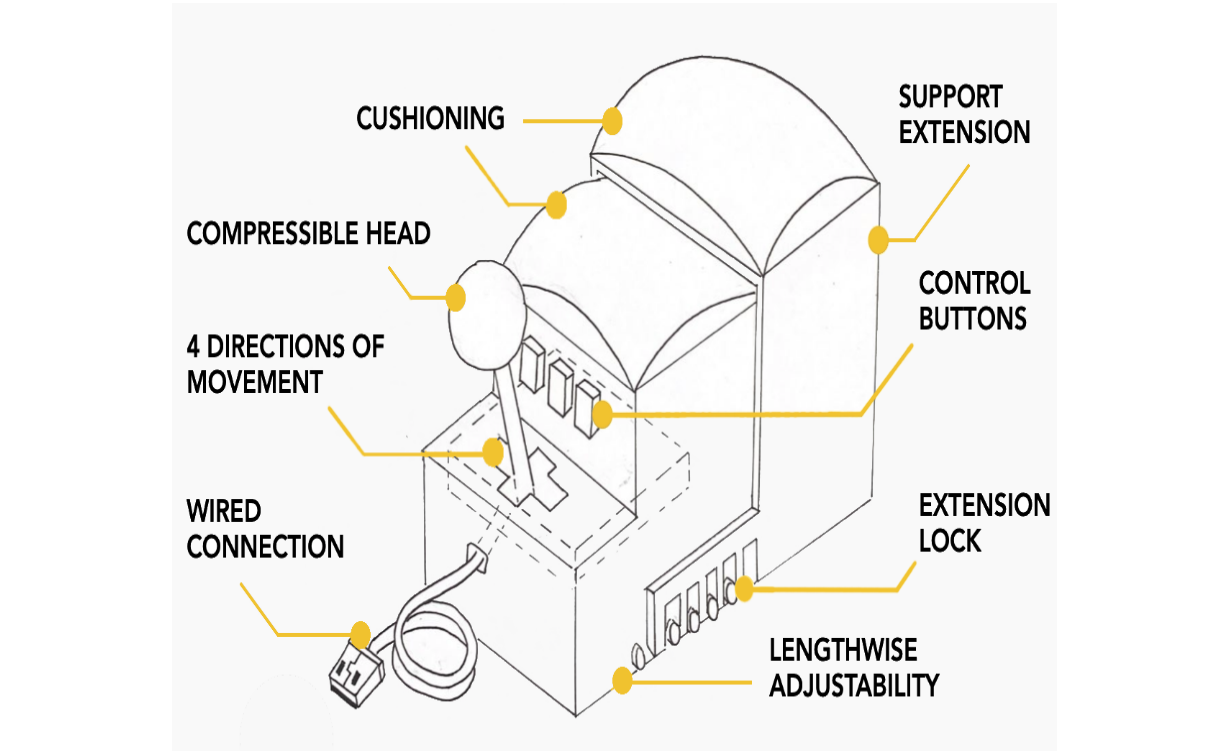 CUSHIONING
SUPPORT
EXTENSION
COMPRESSIBLE HEAD
CONTROL
BUTTONS
4 DIRECTIONS OF
MOVEMENT
WIRED
CONNECTION
EXTENSION
LOCK
LENGTHWISE
ADJUSTABILITY